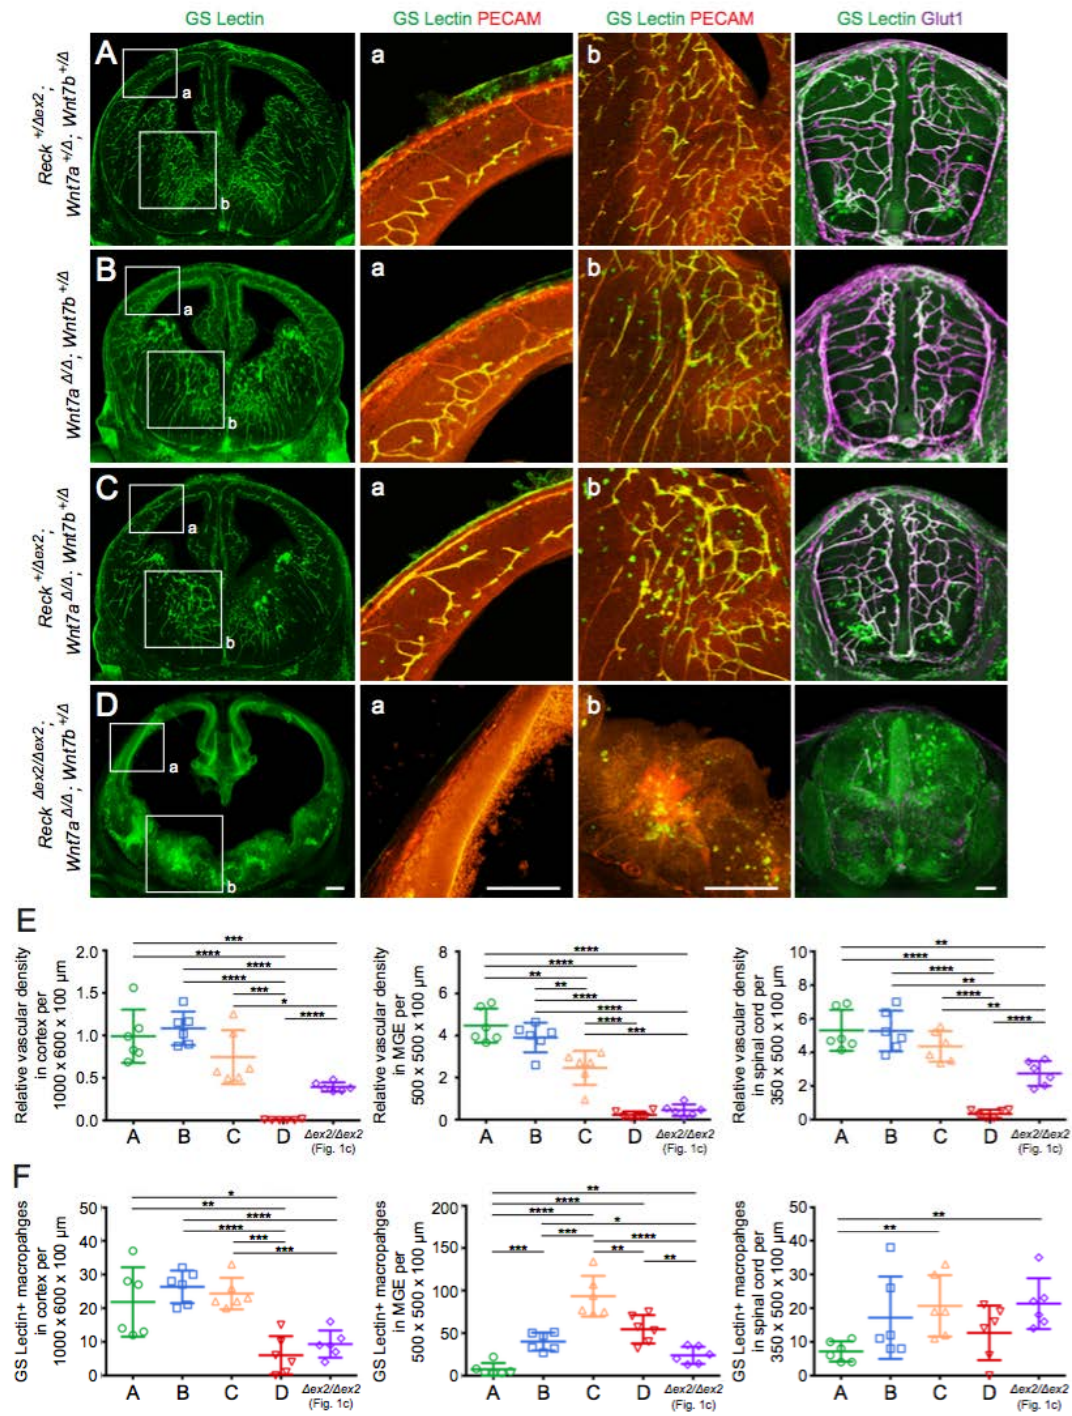 GS Lectin
GS Lectin PECAM
GS Lectin PECAM
GS Lectin Glut1
A
a
b
a
b
Reck +/Δex2;
Wnt7a +/Δ; Wnt7b +/Δ
B
a
b
a
b
Wnt7a Δ/Δ; Wnt7b +/Δ
C
a
b
a
b
Reck +/Δex2;
Wnt7a Δ/Δ; Wnt7b +/Δ
D
a
b
a
b
Reck Δex2/Δex2;
Wnt7a Δ/Δ; Wnt7b +/Δ
E
Relative vascular density
in cortex per
1000 x 600 x 100 µm
2.0
1.5
1.0
0.5
0.0
***
****
****
****
***
*
****
A B C D Δex2/Δex2
(Fig. 1c)
Relative vascular density
in MGE per
500 x 500 x 100 µm
8
6
4
2
0
****
****
**
**
****
****
****
***
A B C D Δex2/Δex2
(Fig. 1c)
Relative vascular density
in spinal cord per
350 x 500 x 100 µm
10
8
6
4
2
0
**
****
****
**
****
**
****
A B C D Δex2/Δex2
(Fig. 1c)
F
GS Lectin+ macropahges
in cortex per
1000 x 600 x 100 µm
50
40
30
20
10
0
*
**
****
****
***
***
A B C D Δex2/Δex2
(Fig. 1c)
GS Lectin+ macrophages
in MGE per
500 x 500 x 100 µm
200
150
100
50
0
**
****
****
*
***
****
***
**
**
A B C D Δex2/Δex2
(Fig. 1c)
GS Lectin+ macrophages
in spinal cord per
350 x 500 x 100 µm
50
40
30
20
10
0
**
**
A B C D Δex2/Δex2
(Fig. 1c)